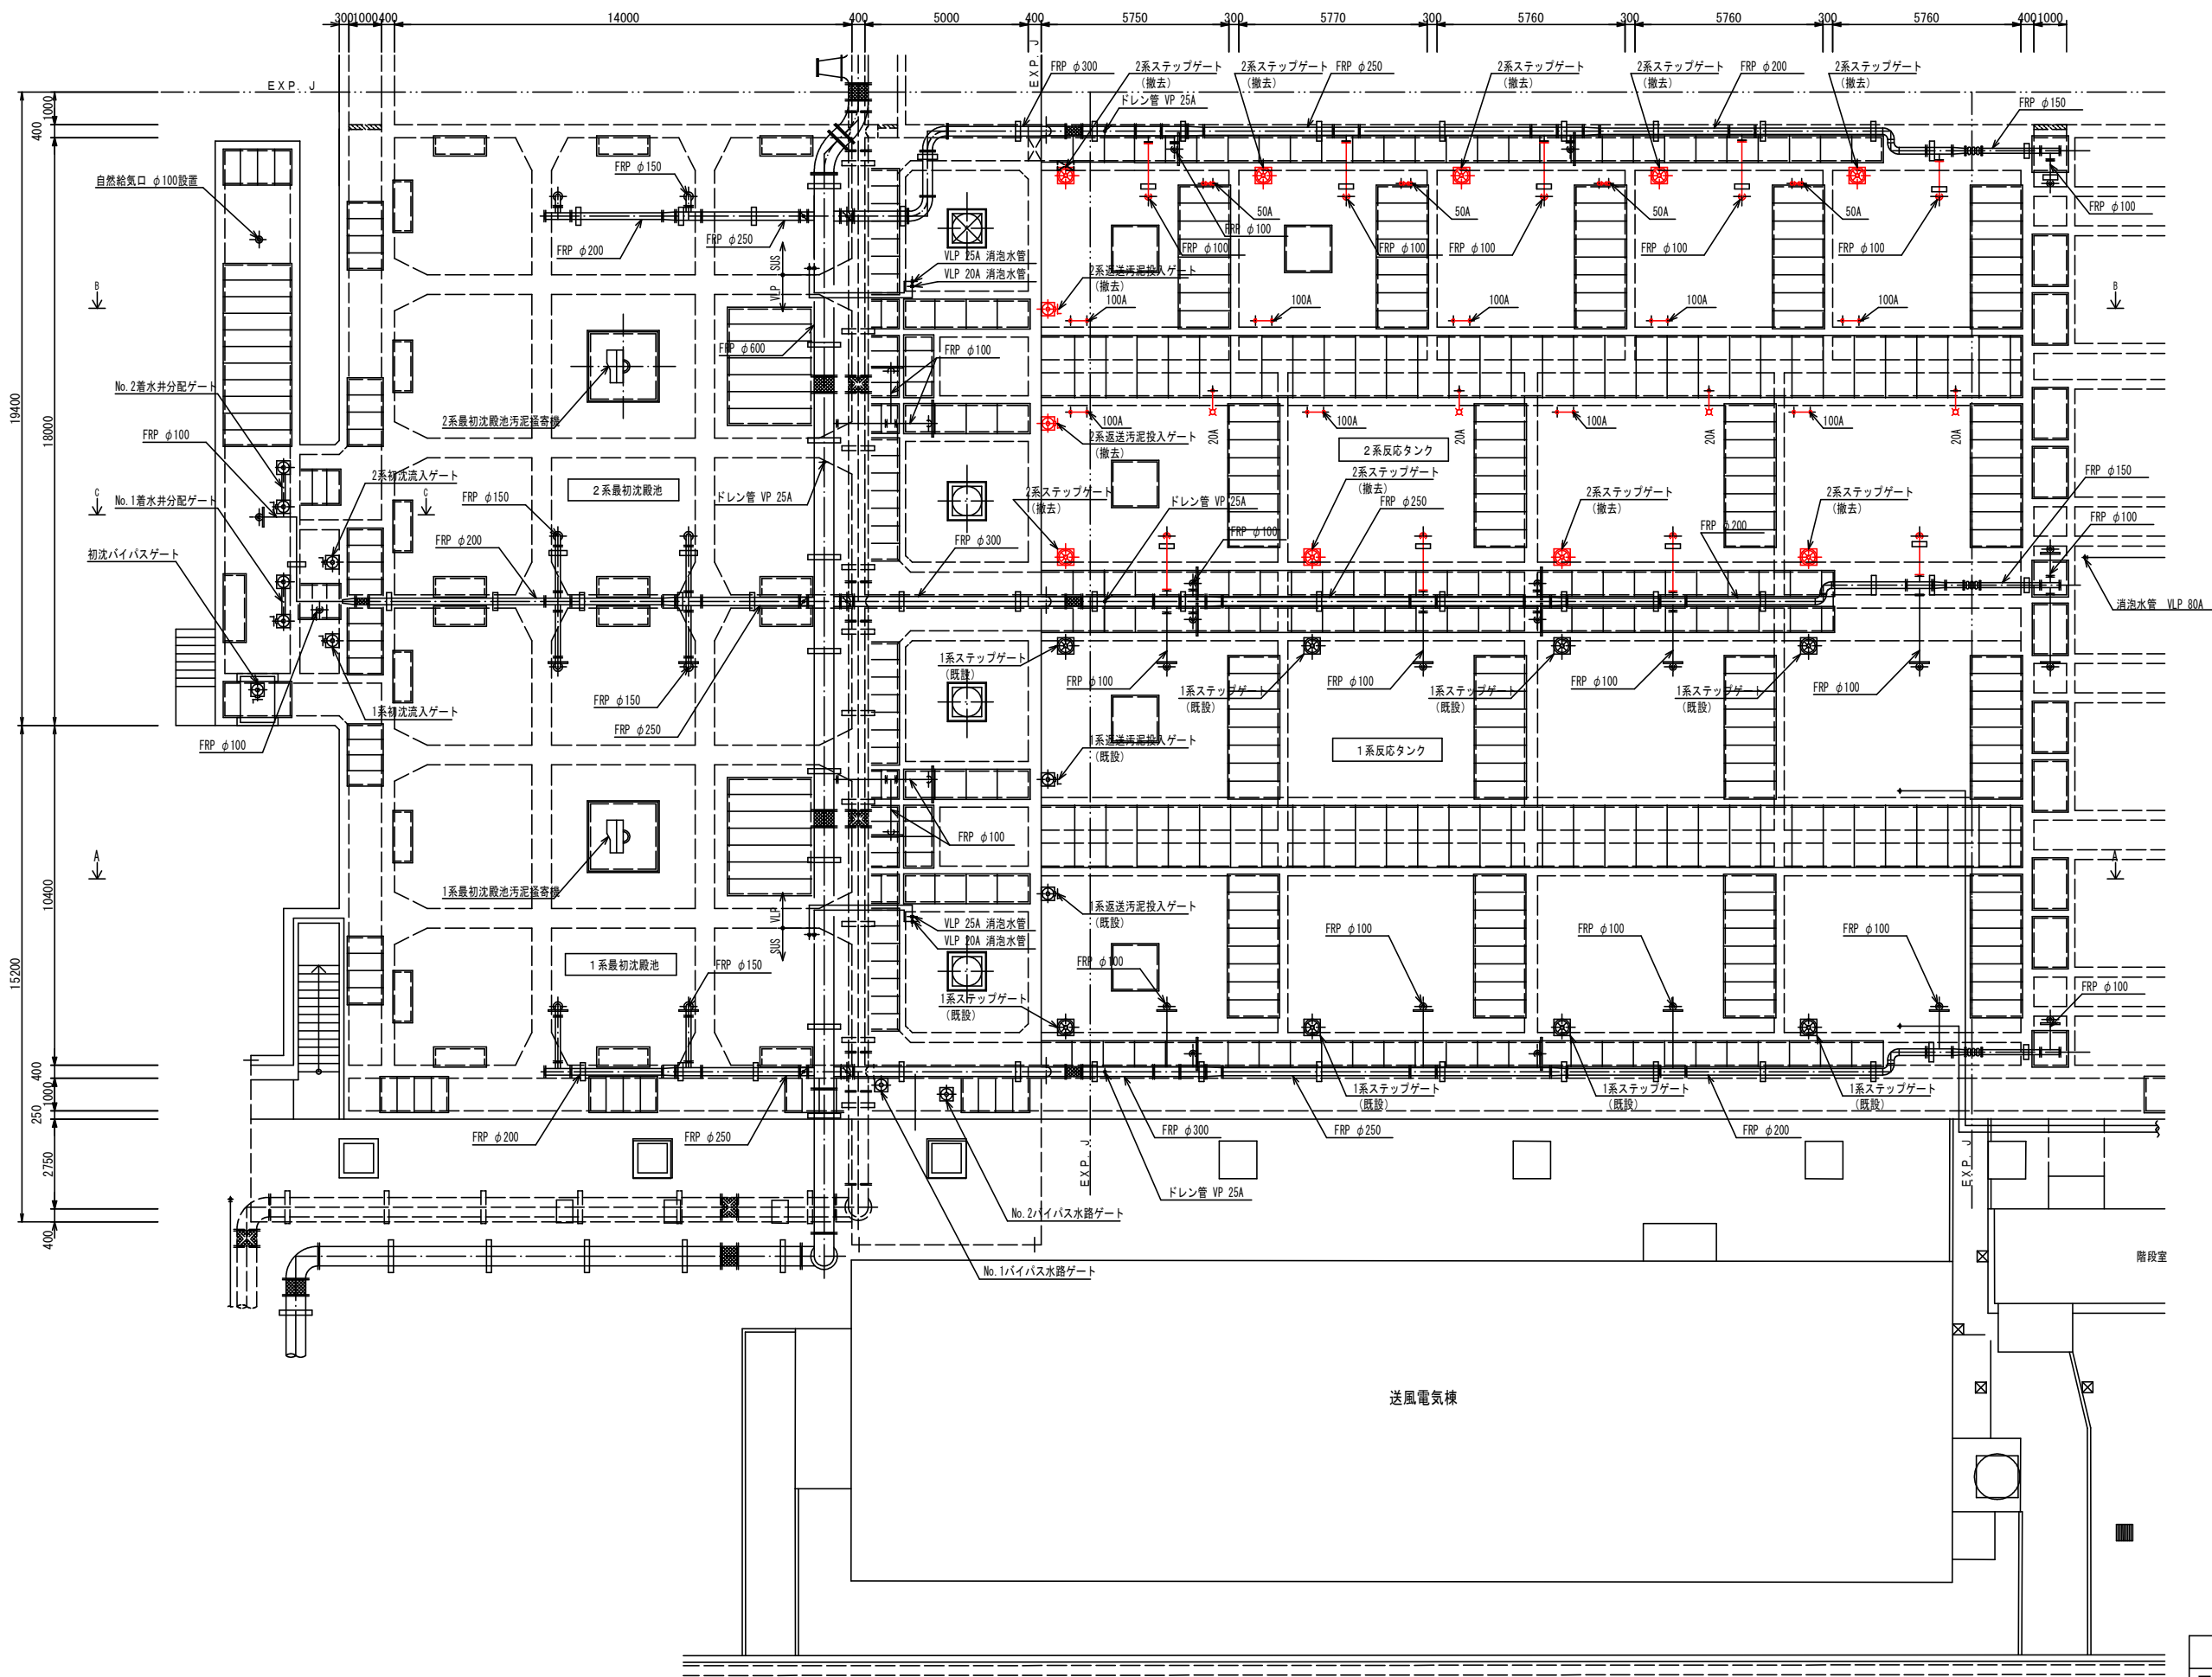 300
1000
400
14000
400
5000
400
5750
300
5770
300
5760
300
5760
300
5760
400
1000
EXP. J
EXP. J
FRP φ300
2系ステップゲート
(撤去)
ドレン管 VP 25A
2系ステップゲート
(撤去)
FRP φ250
2系ステップゲート
(撤去)
2系ステップゲート
(撤去)
FRP φ200
2系ステップゲート
(撤去)
FRP φ150
1000
400
19400
18000
自然給気口 φ100設置
FRP φ150
FRP φ200
FRP φ250
SUS
VLP
VLP 25A 消泡水管
VLP 20A 消泡水管
50A
FRP φ100
FRP φ100
50A
FRP φ100
FRP φ100
50A
FRP φ100
50A
FRP φ100
FRP φ100
2系返送汚泥投入ゲート
(撤去)
100A
100A
100A
100A
100A
B
B
FRP φ600
FRP φ100
No.2着水井分配ゲート
FRP φ100
No.1着水井分配ゲート
初沈バイパスゲート
2系最初沈殿池汚泥掻寄機
2系初沈流入ゲート
C
C
FRP φ150
2系最初沈殿池
ドレン管 VP 25A
FRP φ200
FRP φ300
2系返送汚泥投入ゲート
(撤去)
100A
100A
100A
100A
20A
20A
20A
20A
2系反応タンク
2系ステップゲート
(撤去)
ドレン管 VP 25A
FRP φ100
2系ステップゲート
(撤去)
FRP φ250
2系ステップゲート
(撤去)
FRP φ200
2系ステップゲート
(撤去)
FRP φ150
FRP φ100
消泡水管 VLP 80A
1系ステップゲート
(既設)
FRP φ100
1系ステップゲート
(既設)
FRP φ100
1系ステップゲート
(既設)
FRP φ100
1系ステップゲート
(既設)
FRP φ100
1系初沈流入ゲート
FRP φ100
FRP φ150
FRP φ250
1系返送汚泥投入ゲート
(既設)
1系反応タンク
15200
10400
A
A
FRP φ100
1系最初沈殿池汚泥掻寄機
VLP
SUS
VLP 25A 消泡水管
VLP 20A 消泡水管
1系返送汚泥投入ゲート
(既設)
FRP φ100
FRP φ100
FRP φ100
FRP φ100
1系最初沈殿池
FRP φ150
1系ステップゲート
(既設)
FRP φ100
400
1000
250
2750
400
1系ステップゲート
(既設)
1系ステップゲート
(既設)
1系ステップゲート
(既設)
FRP φ200
FRP φ250
FRP φ300
FRP φ250
FRP φ200
EXP. J
EXP. J
ドレン管 VP 25A
No.2バイパス水路ゲート
No.1バイパス水路ゲート
階段室
送風電気棟